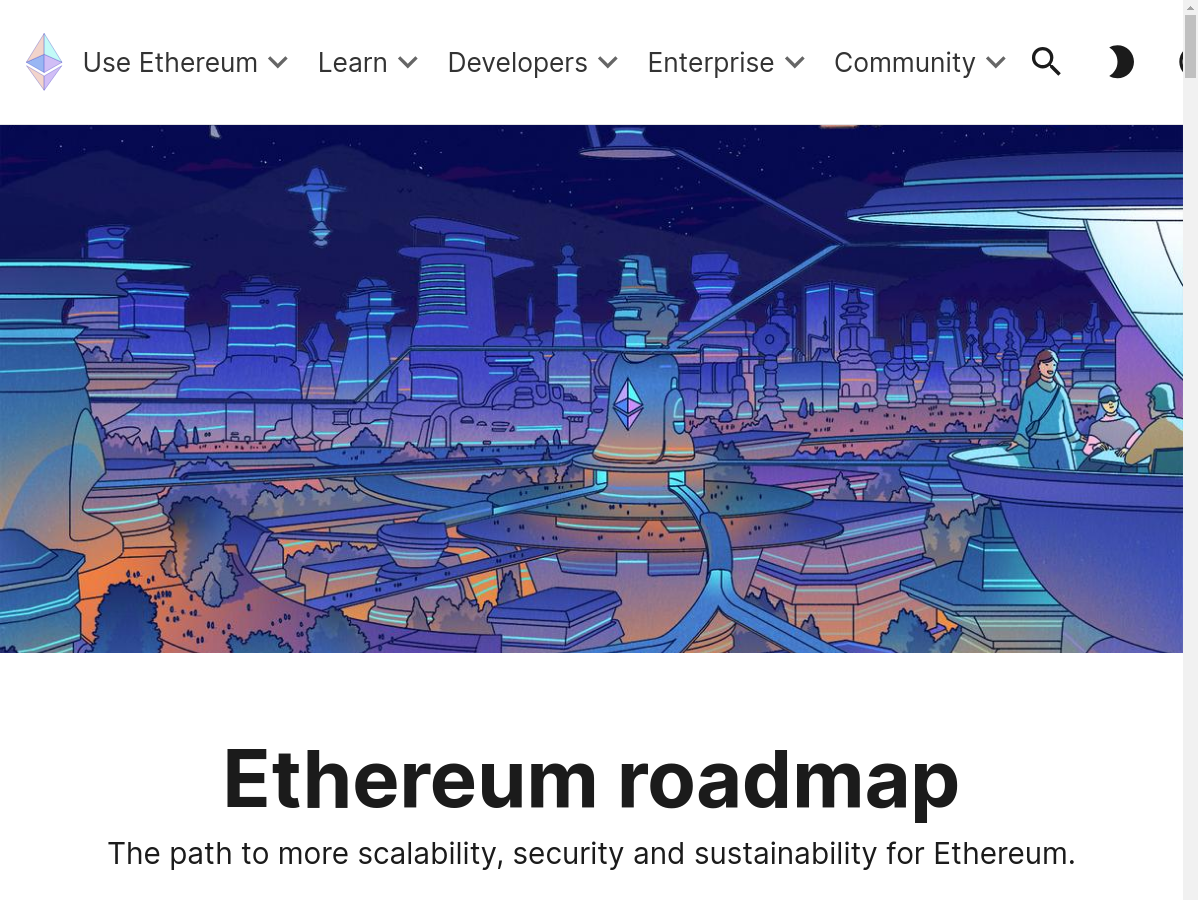 Use Ethereum Learn Developers Enterprise Community
Ethereum roadmap
The path to more scalability, security and sustainability for Ethereum.